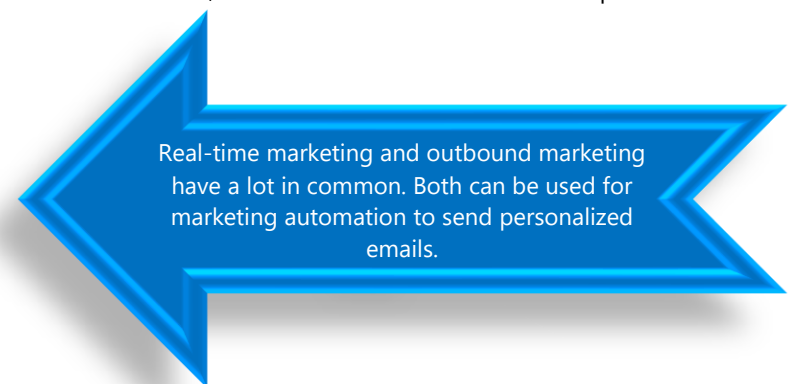 Real-time marketing and outbound marketing
have a lot in common. Both can be used for
marketing automation to send personalized
emails.